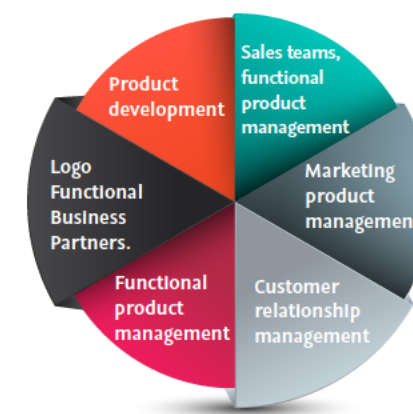 Product
development
Sales teams,
functional
product
management
Marketing
product
managemen
Customer
relationship
management
Functional
product
management
Logo
Functional
Business
Partners.